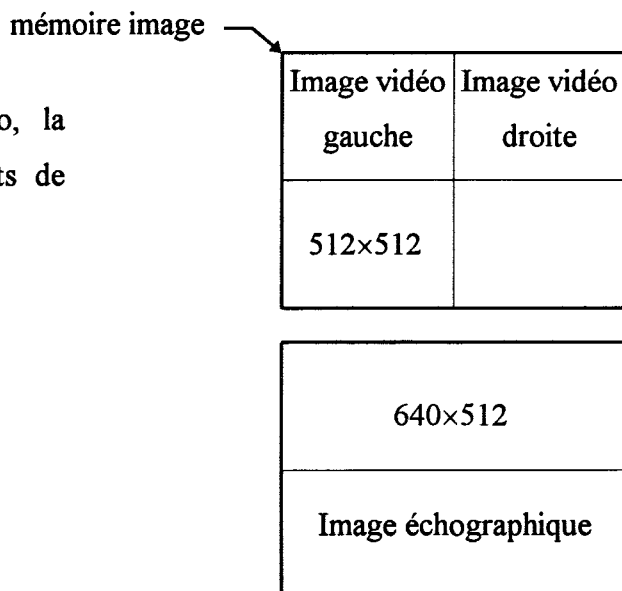 mémoire image
o, la
ts de
Image vidéo gauche
Image vidéo droite
512×512
640×512
Image échographique